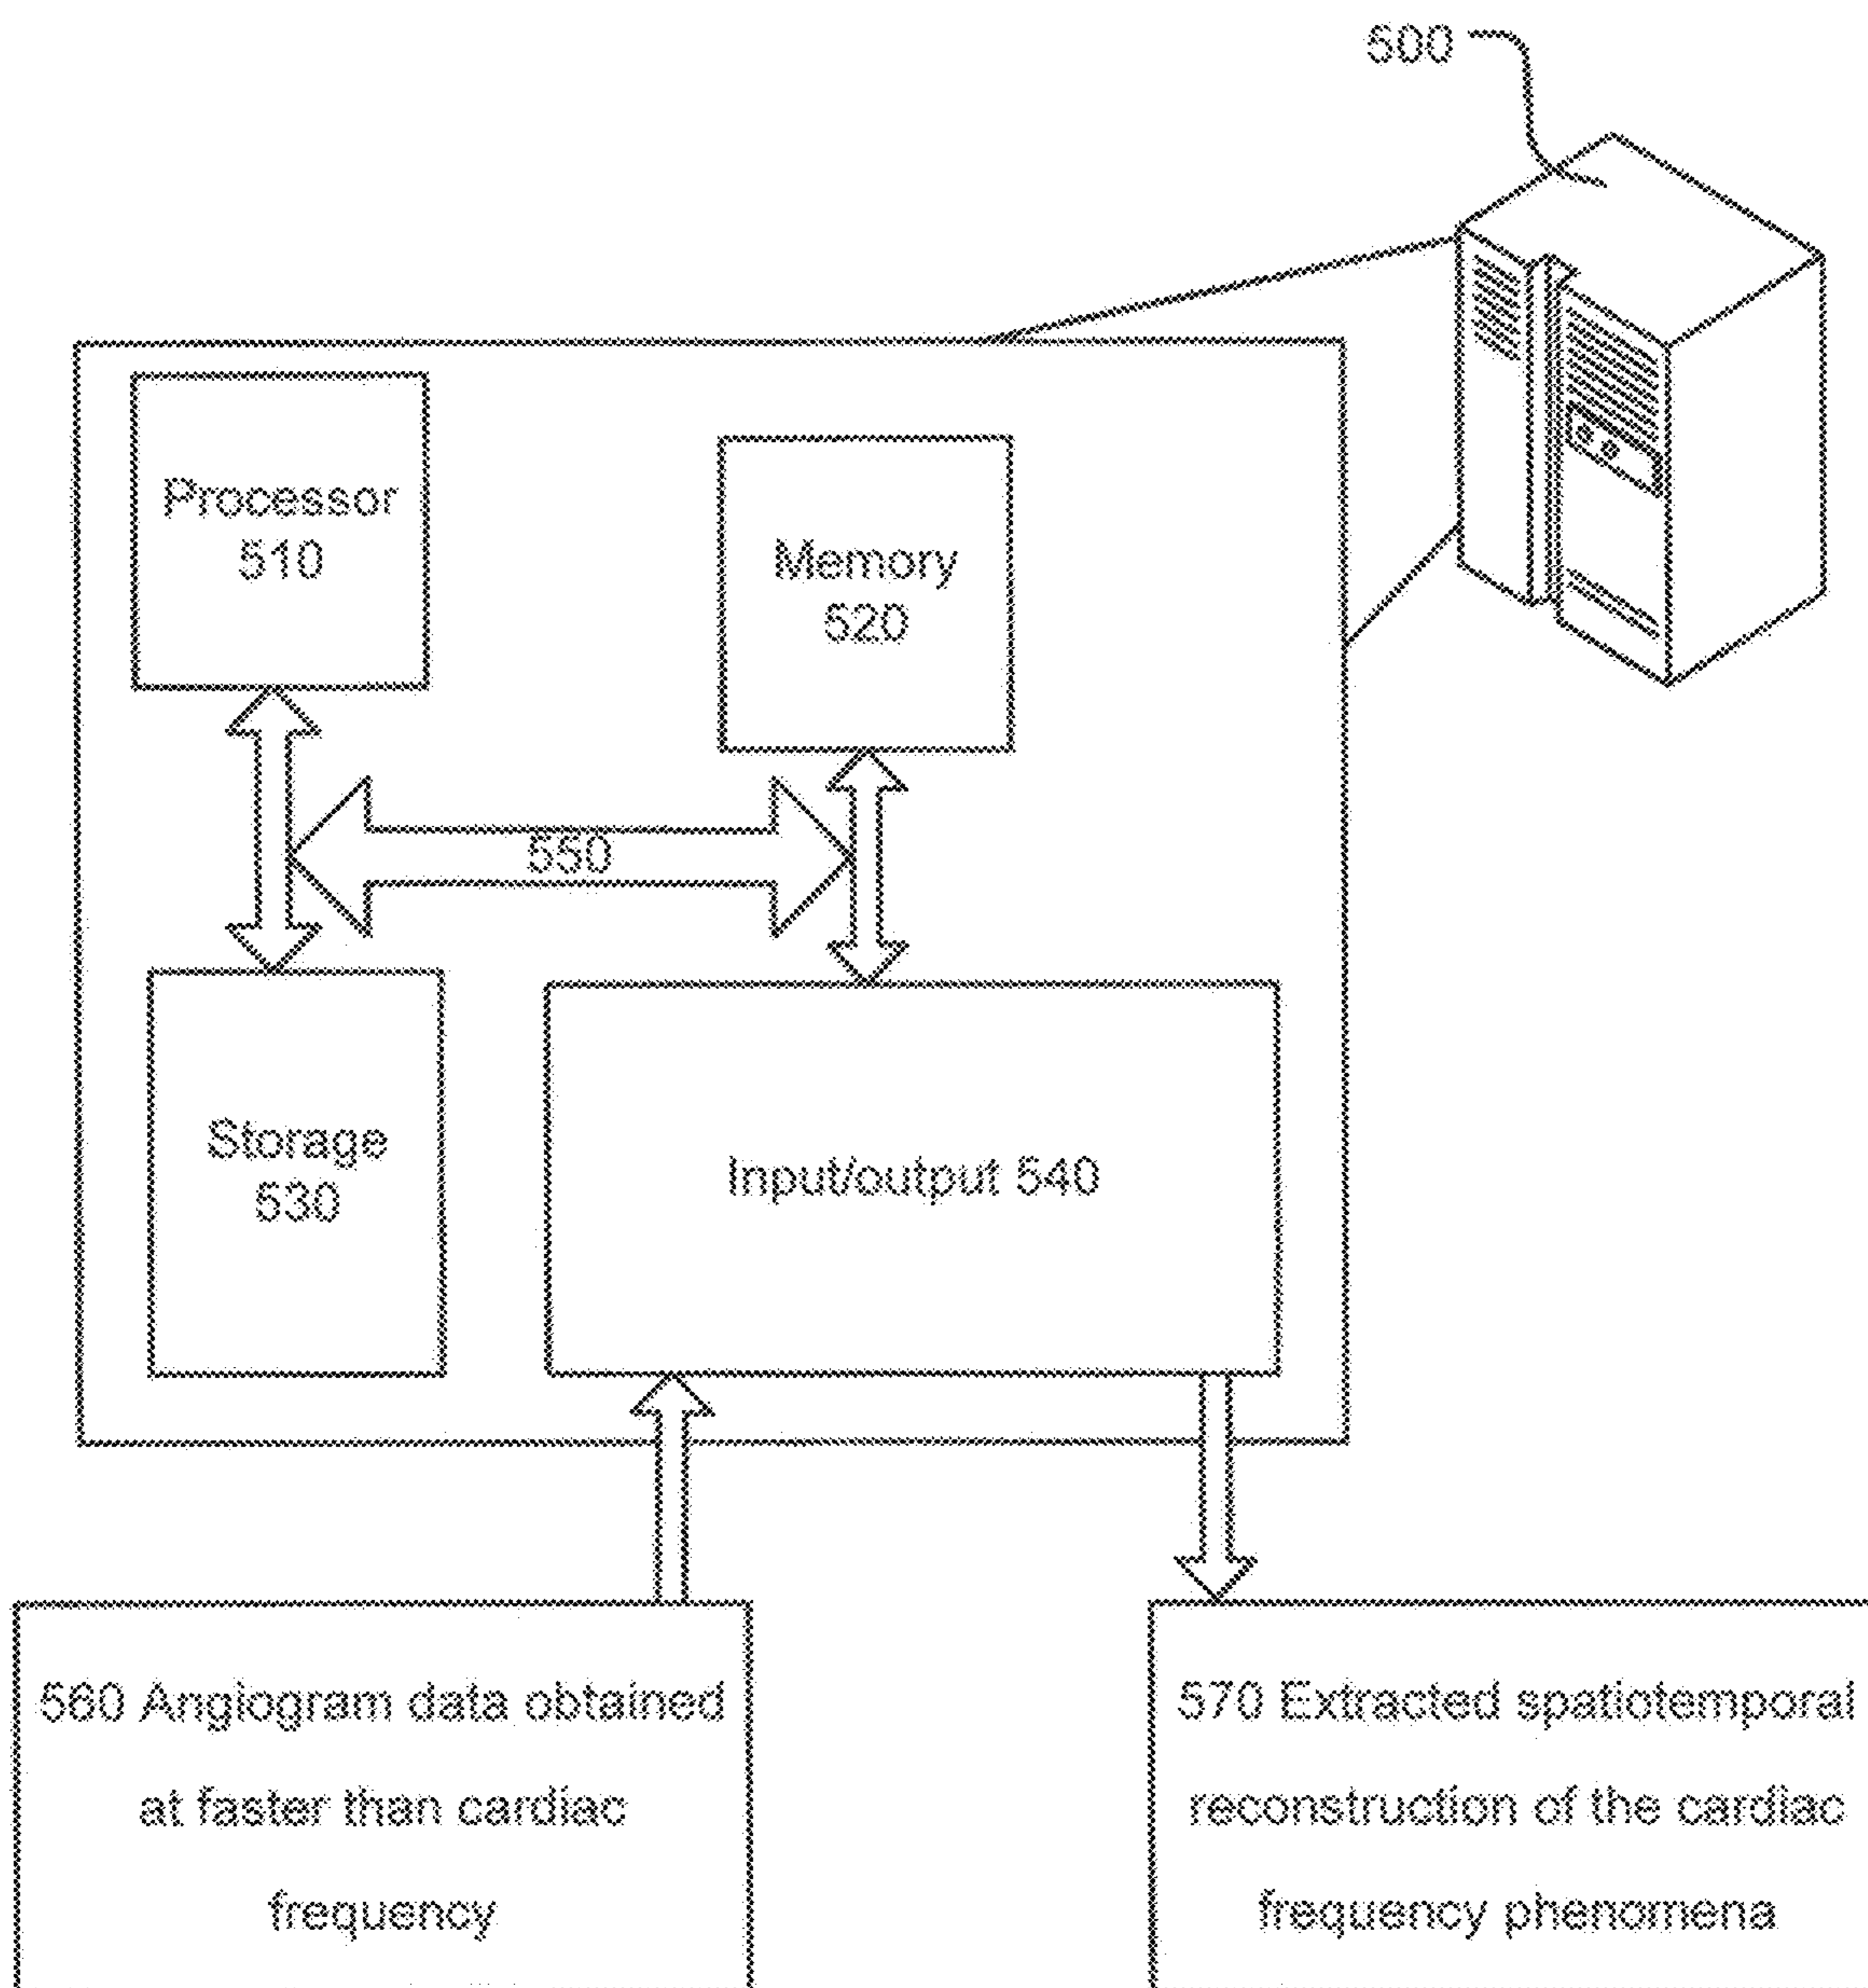 500
Processor
510
Memory
520
550
Storage
530
Input/output 540
560 Angiogram data obtained
at faster than cardiac
frequency
570 Extracted spatiotemporal
reconstruction of the cardiac
frequency phenomena